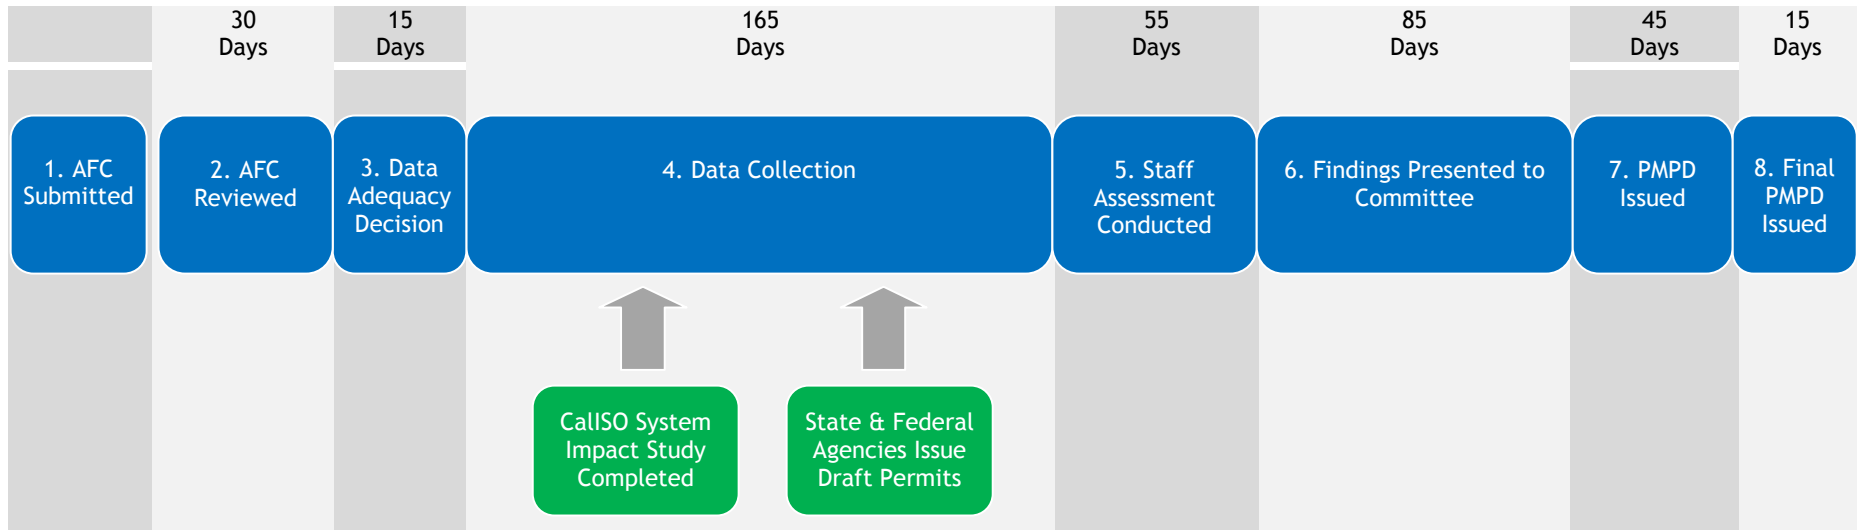 30
Days
15
Days
165
Days
55
Days
85
Days
45
Days
15
Days
1. AFC
Submitted
2. AFC
Reviewed
3. Data
Adequacy
Decision
4. Data Collection
5. Staff
Assessment
Conducted
6. Findings Presented to
Committee
7. PMPD
Issued
8. Final
PMPD
Issued
CalISO System
Impact Study
Completed
State & Federal
Agencies Issue
Draft Permits